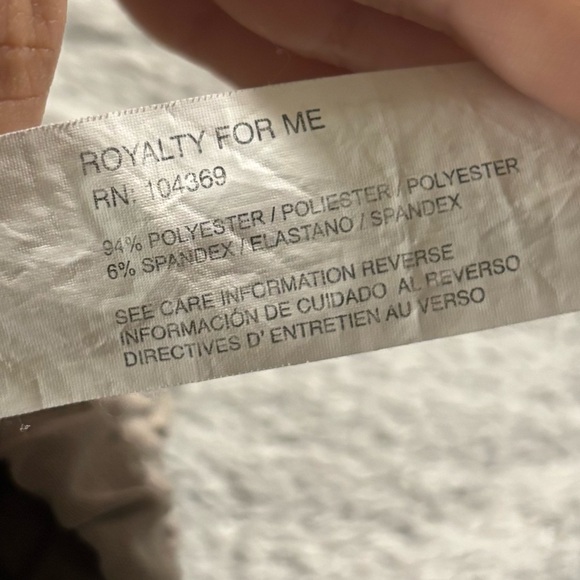 ROYALTY FOR ME
RN: 104369
94% POLYESTER / POLIESTER / POLYESTER
6% SPANDEX / ELASTANO / SPANDEX
SEE CARE INFORMATION REVERSE
INFORMACIÓN DE CUIDADO AL REVERSO
DIRECTIVES D' ENTRETIEN AU VERSO